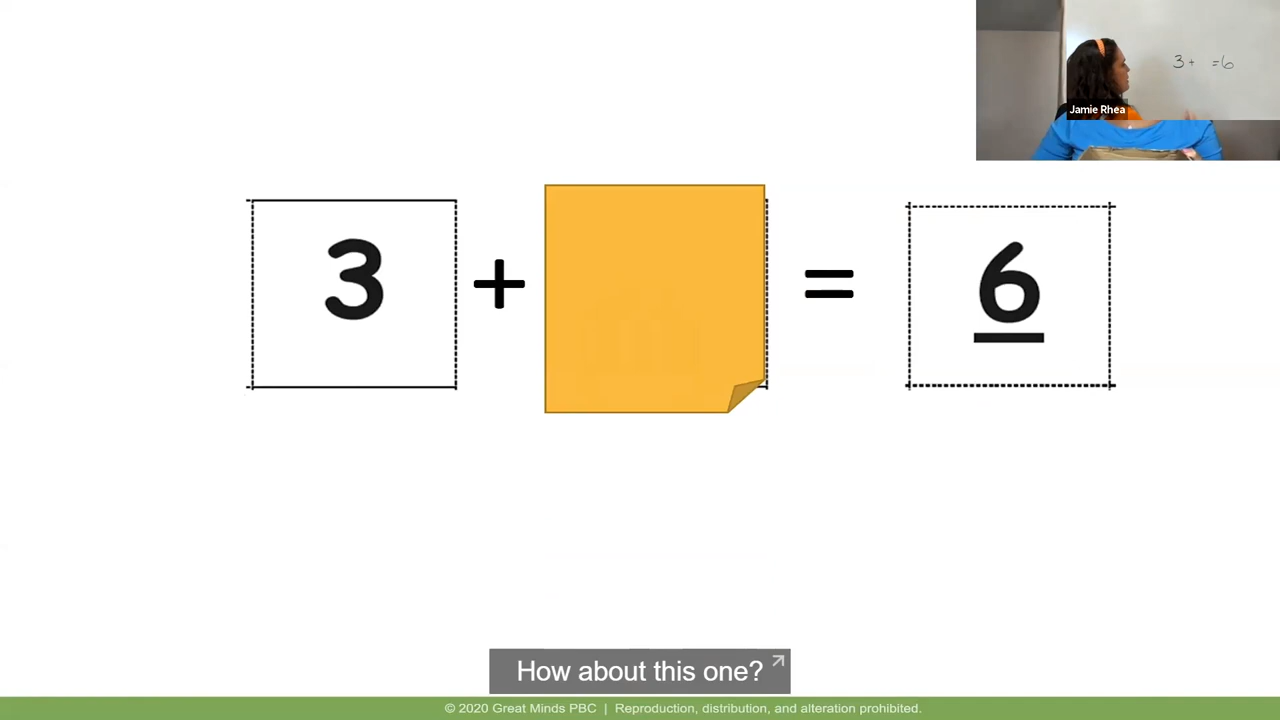 3 + = 6
Jamie Rhea
3 + = 6
How about this one?
© 2020 Great Minds PBC | Reproduction, distribution, and alteration prohibited.